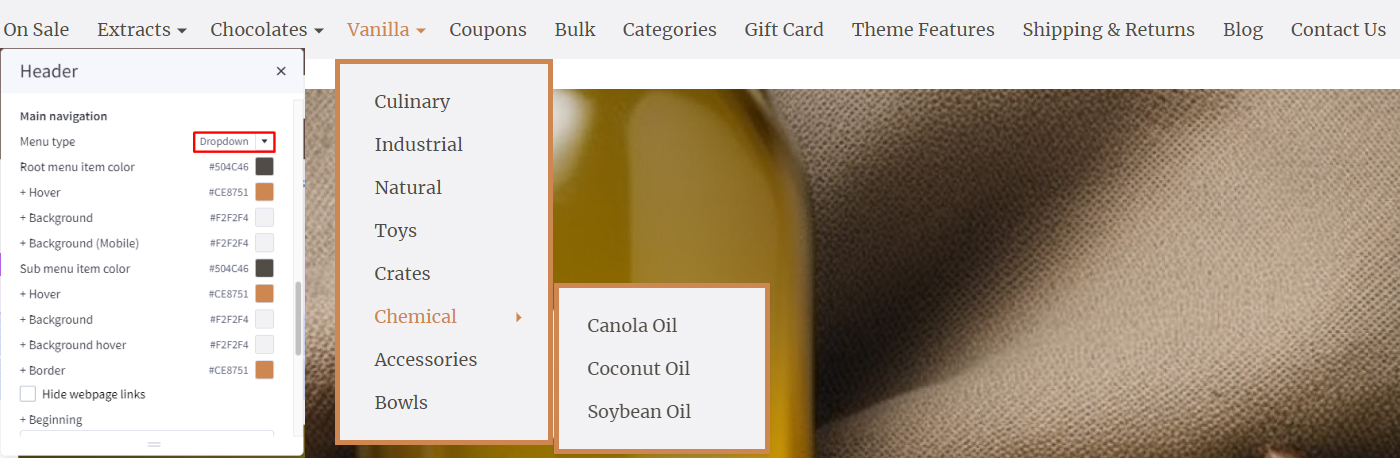 On Sale Extracts Chocolates Vanilla Coupons Bulk Categories Gift Card Theme Features Shipping & Returns Blog Contact Us
Header
Main navigation
Menu type Dropdown
Root menu item color #504C46
+ Hover #CE8751
+ Background #F2F2F4
+ Background (Mobile) #F2F2F4
Sub menu item color #504C46
+ Hover #CE8751
+ Background #F2F2F4
+ Background hover #F2F2F4
+ Border #CE8751
Hide webpage links
+ Beginning
Culinary
Industrial
Natural
Toys
Crates
Chemical
Accessories
Bowls
Canola Oil
Coconut Oil
Soybean Oil